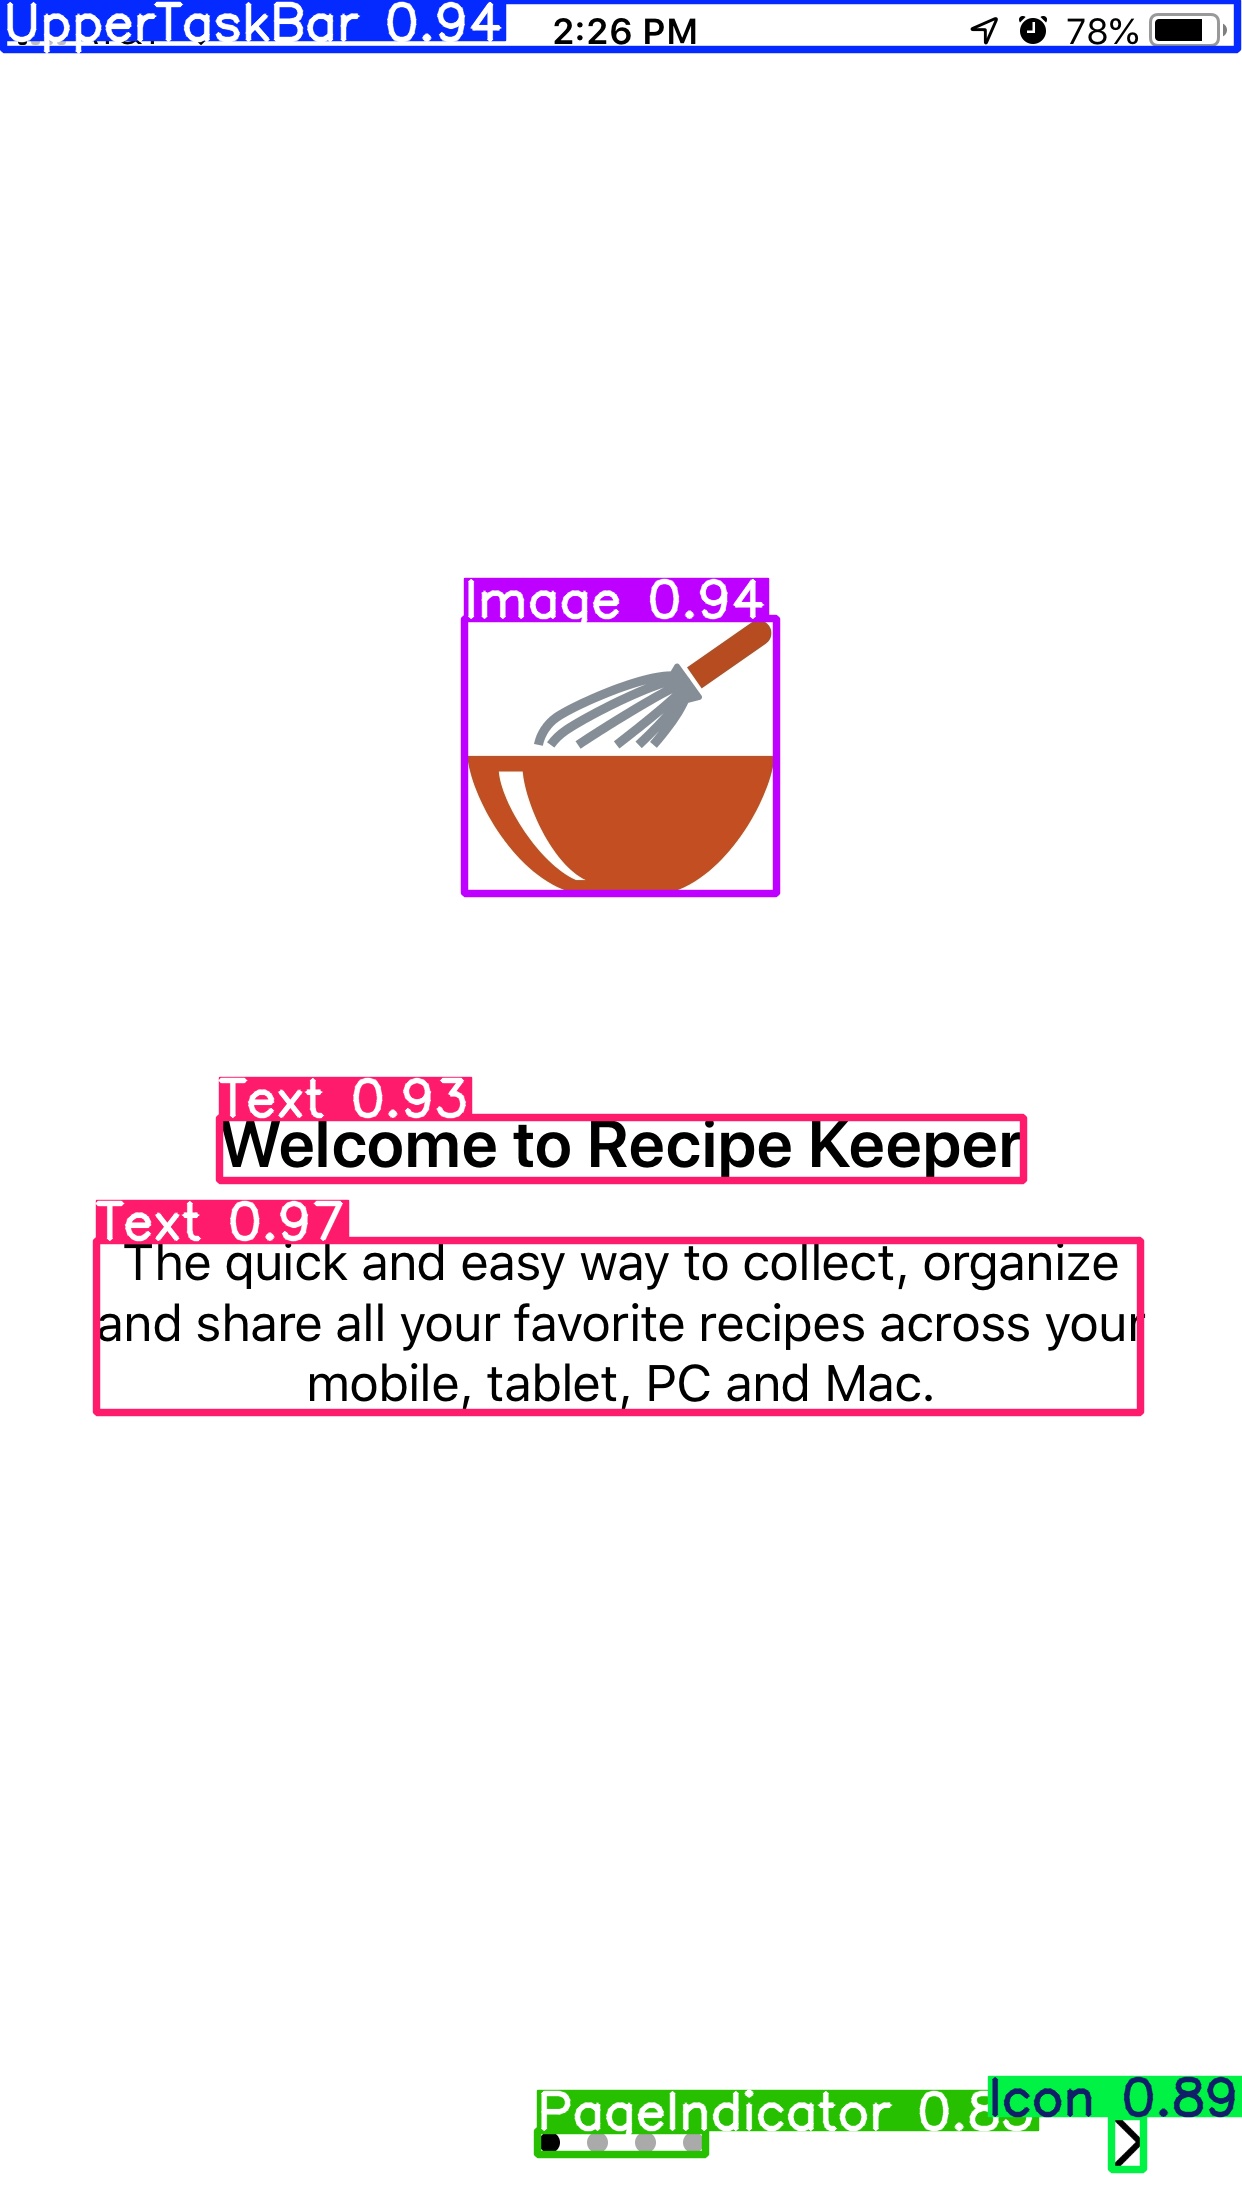 UpperTaskBar 0.94
2:26 PM
78%
Image 0.94
Text 0.93
Welcome to Recipe Keeper
Text 0.97
The quick and easy way to collect, organize
and share all your favorite recipes across your
mobile, tablet, PC and Mac.
PageIndicator
Icon 0.89